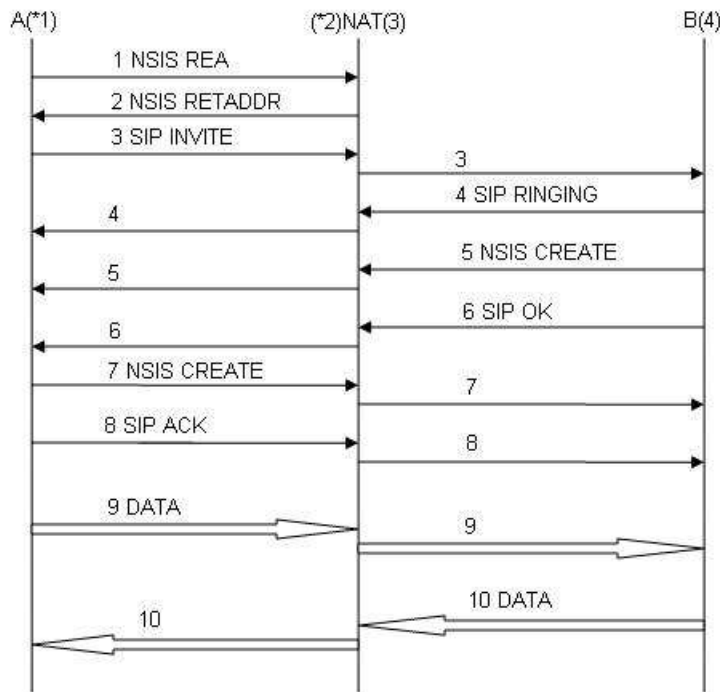 A(*1) (*2)NAT(3) B(4)
1 NSIS REA
2 NSIS RETADDR
3 SIP INVITE
3
4 SIP RINGING
4
5 NSIS CREATE
5
6 SIP OK
6
7 NSIS CREATE
7
8 SIP ACK
8
9 DATA
9
10 DATA
10